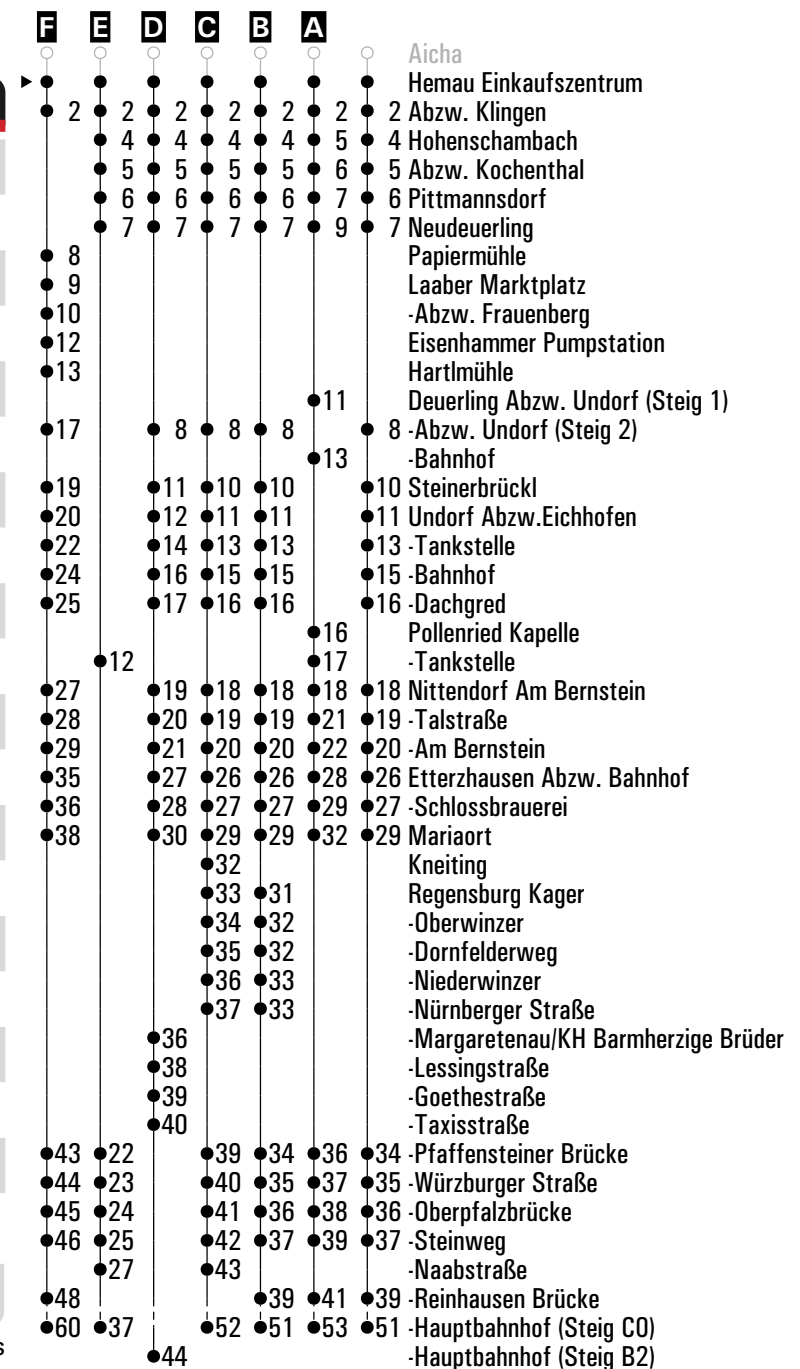 F E D C B A
Aicha
Hemau Einkaufszentrum
2 2 2 2 2 2 2 Abzw. Klingen
4 4 4 4 5 4 Hohenschambach
5 5 5 5 6 5 Abzw. Kochenthal
6 6 6 6 7 6 Pittmannsdorf
7 7 7 7 9 7 Neudeuerling
8 Papiermühle
9 Laaber Marktplatz
10 -Abzw. Frauenberg
12 Eisenhammer Pumpstation
13 Hartlmühle
11 Deuerling Abzw. Undorf (Steig 1)
17 8 8 8 8 -Abzw. Undorf (Steig 2)
13 -Bahnhof
19 11 10 10 10 Steinerbrückl
20 12 11 11 11 Undorf Abzw.Eichhofen
22 14 13 13 13 -Tankstelle
24 16 15 15 15 -Bahnhof
25 17 16 16 16 -Dachgred
16 Pollenried Kapelle
12 17 -Tankstelle
27 19 18 18 18 18 Nittendorf Am Bernstein
28 20 19 19 21 19 -Talstraße
29 21 20 20 22 20 -Am Bernstein
35 27 26 26 28 26 Etterzhausen Abzw. Bahnhof
36 28 27 27 29 27 -Schlossbrauerei
38 30 29 29 32 29 Mariaort
32 Kneiting
33 31 Regensburg Kager
34 32 -Oberwinzer
35 32 -Dornfelderweg
36 33 -Niederwinzer
37 33 -Nürnberger Straße
36 -Margaretenau/KH Barmherzige Brüder
38 -Lessingstraße
39 -Goethestraße
40 -Taxisstraße
43 22 39 34 36 34 -Pfaffensteiner Brücke
44 23 40 35 37 35 -Würzburger Straße
45 24 41 36 38 36 -Oberpfalzbrücke
46 25 42 37 39 37 -Steinweg
27 43 -Naabstraße
48 39 41 39 -Reinhausen Brücke
60 37 52 51 53 51 -Hauptbahnhof (Steig C0)
s
44 -Hauptbahnhof (Steig B2)